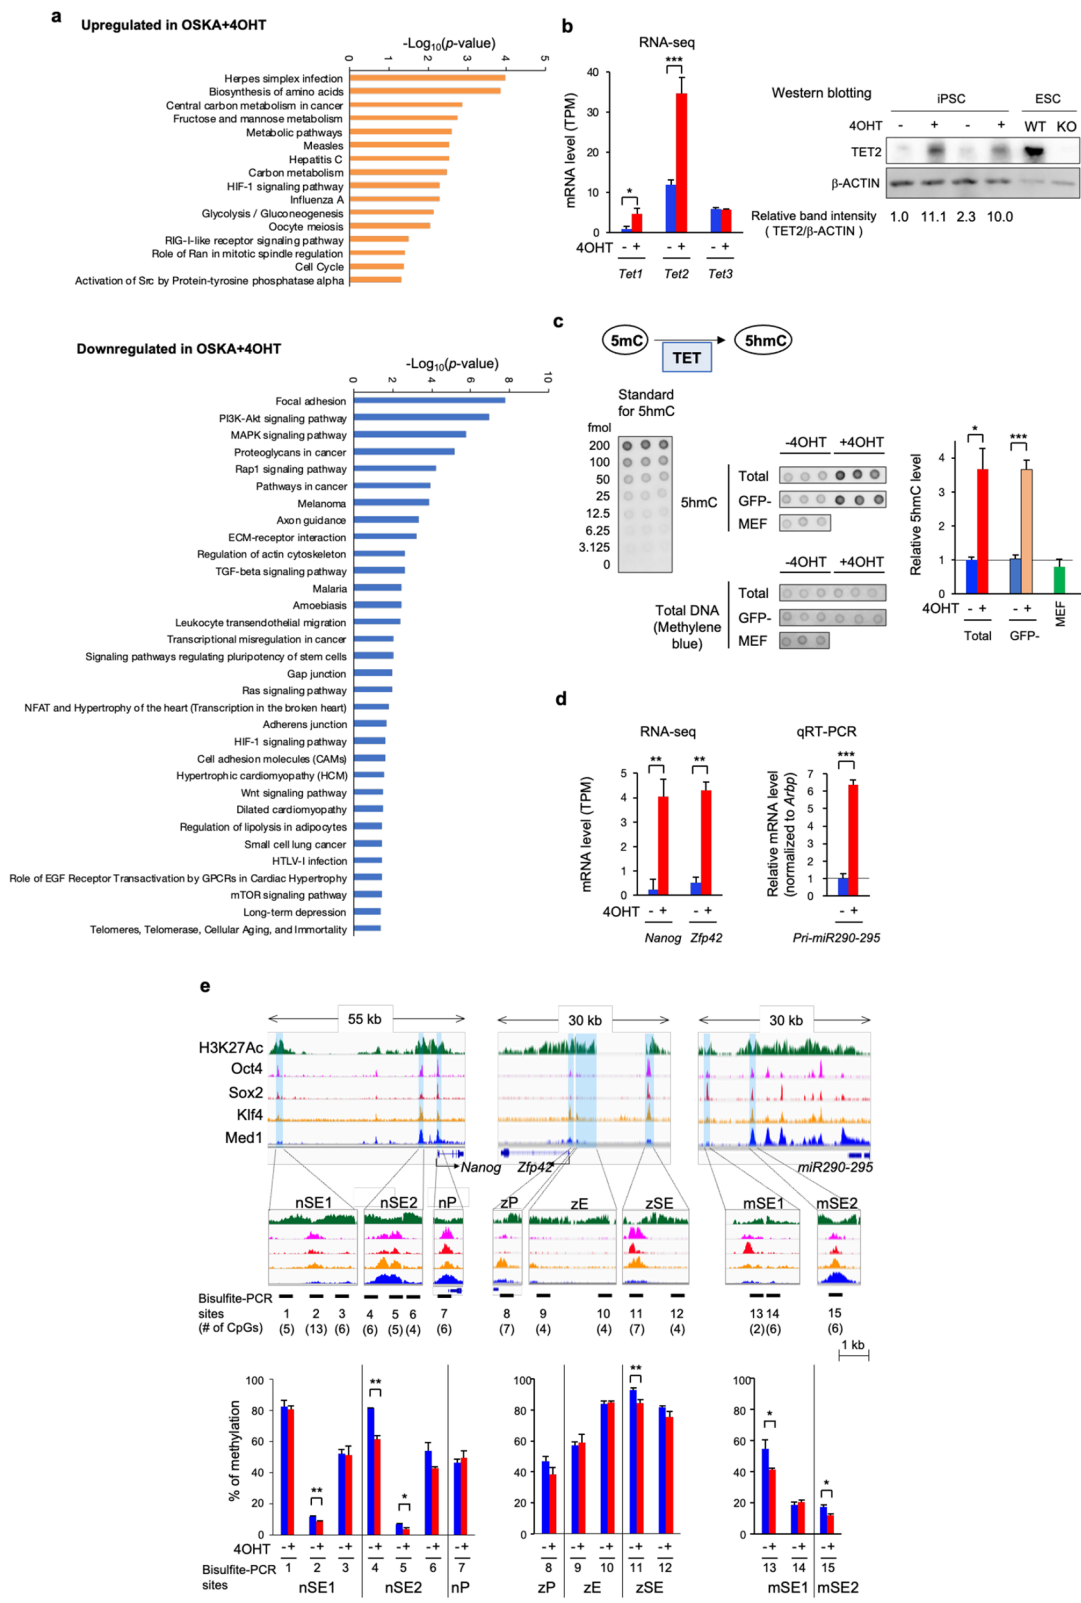 a
Upregulated in OSKA+4OHT
-Log10(p-value)
0 1 2 3 4 5
Herpes simplex infection
Biosynthesis of amino acids
Central carbon metabolism in cancer
Fructose and mannose metabolism
Metabolic pathways
Measles
Hepatitis C
Carbon metabolism
HIF-1 signaling pathway
Influenza A
Glycolysis / Gluconeogenesis
Oocyte meiosis
RIG-I-like receptor signaling pathway
Role of Ran in mitotic spindle regulation
Cell Cycle
Activation of Src by Protein-tyrosine phosphatase alpha
Downregulated in OSKA+4OHT
-Log10(p-value)
0 2 4 6 8 10
Focal adhesion
PI3K-Akt signaling pathway
MAPK signaling pathway
Proteoglycans in cancer
Rap1 signaling pathway
Pathways in cancer
Melanoma
Axon guidance
ECM-receptor interaction
Regulation of actin cytoskeleton
TGF-beta signaling pathway
Malaria
Amoebiasis
Leukocyte transendothelial migration
Transcriptional misregulation in cancer
Signaling pathways regulating pluripotency of stem cells
Gap junction
Ras signaling pathway
NFAT and Hypertrophy of the heart (Transcription in the broken heart)
Adherens junction
HIF-1 signaling pathway
Cell adhesion molecules (CAMs)
Hypertrophic cardiomyopathy (HCM)
Wnt signaling pathway
Dilated cardiomyopathy
Regulation of lipolysis in adipocytes
Small cell lung cancer
HTLV-I infection
Role of EGF Receptor Transactivation by GPCRs in Cardiac Hypertrophy
mTOR signaling pathway
Long-term depression
Telomeres, Telomerase, Cellular Aging, and Immortality
b
RNA-seq
mRNA level (TPM)
40
30
20
10
0
* ***
4OHT - + - + - +
Tet1 Tet2 Tet3
Western blotting
iPSC ESC
4OHT - + - + WT KO
TET2
β-ACTIN
Relative band intensity 1.0 11.1 2.3 10.0
( TET2/β-ACTIN )
c
5mC TET 5hmC
Standard
for 5hmC
fmol
200
100
50
25
12.5
6.25
3.125
0
-4OHT +4OHT
5hmC
Total
GFP-
MEF
-4OHT +4OHT
Total DNA
(Methylene
blue)
Total
GFP-
MEF
Relative 5hmC level
4
3
2
1
0
* ***
4OHT - + - + MEF
Total GFP-
d
RNA-seq
mRNA level (TPM)
5
4
3
2
1
0
** **
4OHT - + - +
Nanog Zfp42
qRT-PCR
Relative mRNA level
(normalized to Arbp)
7
6
5
4
3
2
1
0
***
- +
Pri-miR290-295
e
55 kb 30 kb 30 kb
H3K27Ac
Oct4
Sox2
Klf4
Med1
Nanog Zfp42 miR290-295
nSE1 nSE2 nP zP zE zSE mSE1 mSE2
Bisulfite-PCR
sites 1 2 3 4 5 6 7 8 9 10 11 12 13 14 15
(# of CpGs) (5) (13) (6) (6) (5) (4) (6) (7) (4) (4) (7) (4) (2) (6) (6)
1 kb
% of methylation
100 100 100
80 80 80
60 60 60
40 40 40
20 20 20
0 0 0
** ** * ** * *
4OHT -+ -+ -+ -+ -+ -+ -+ -+ -+ -+ -+ -+ -+ -+ -+
Bisulfite-PCR 1 2 3 4 5 6 7 8 9 10 11 12 13 14 15
sites nSE1 nSE2 nP zP zE zSE mSE1 mSE2